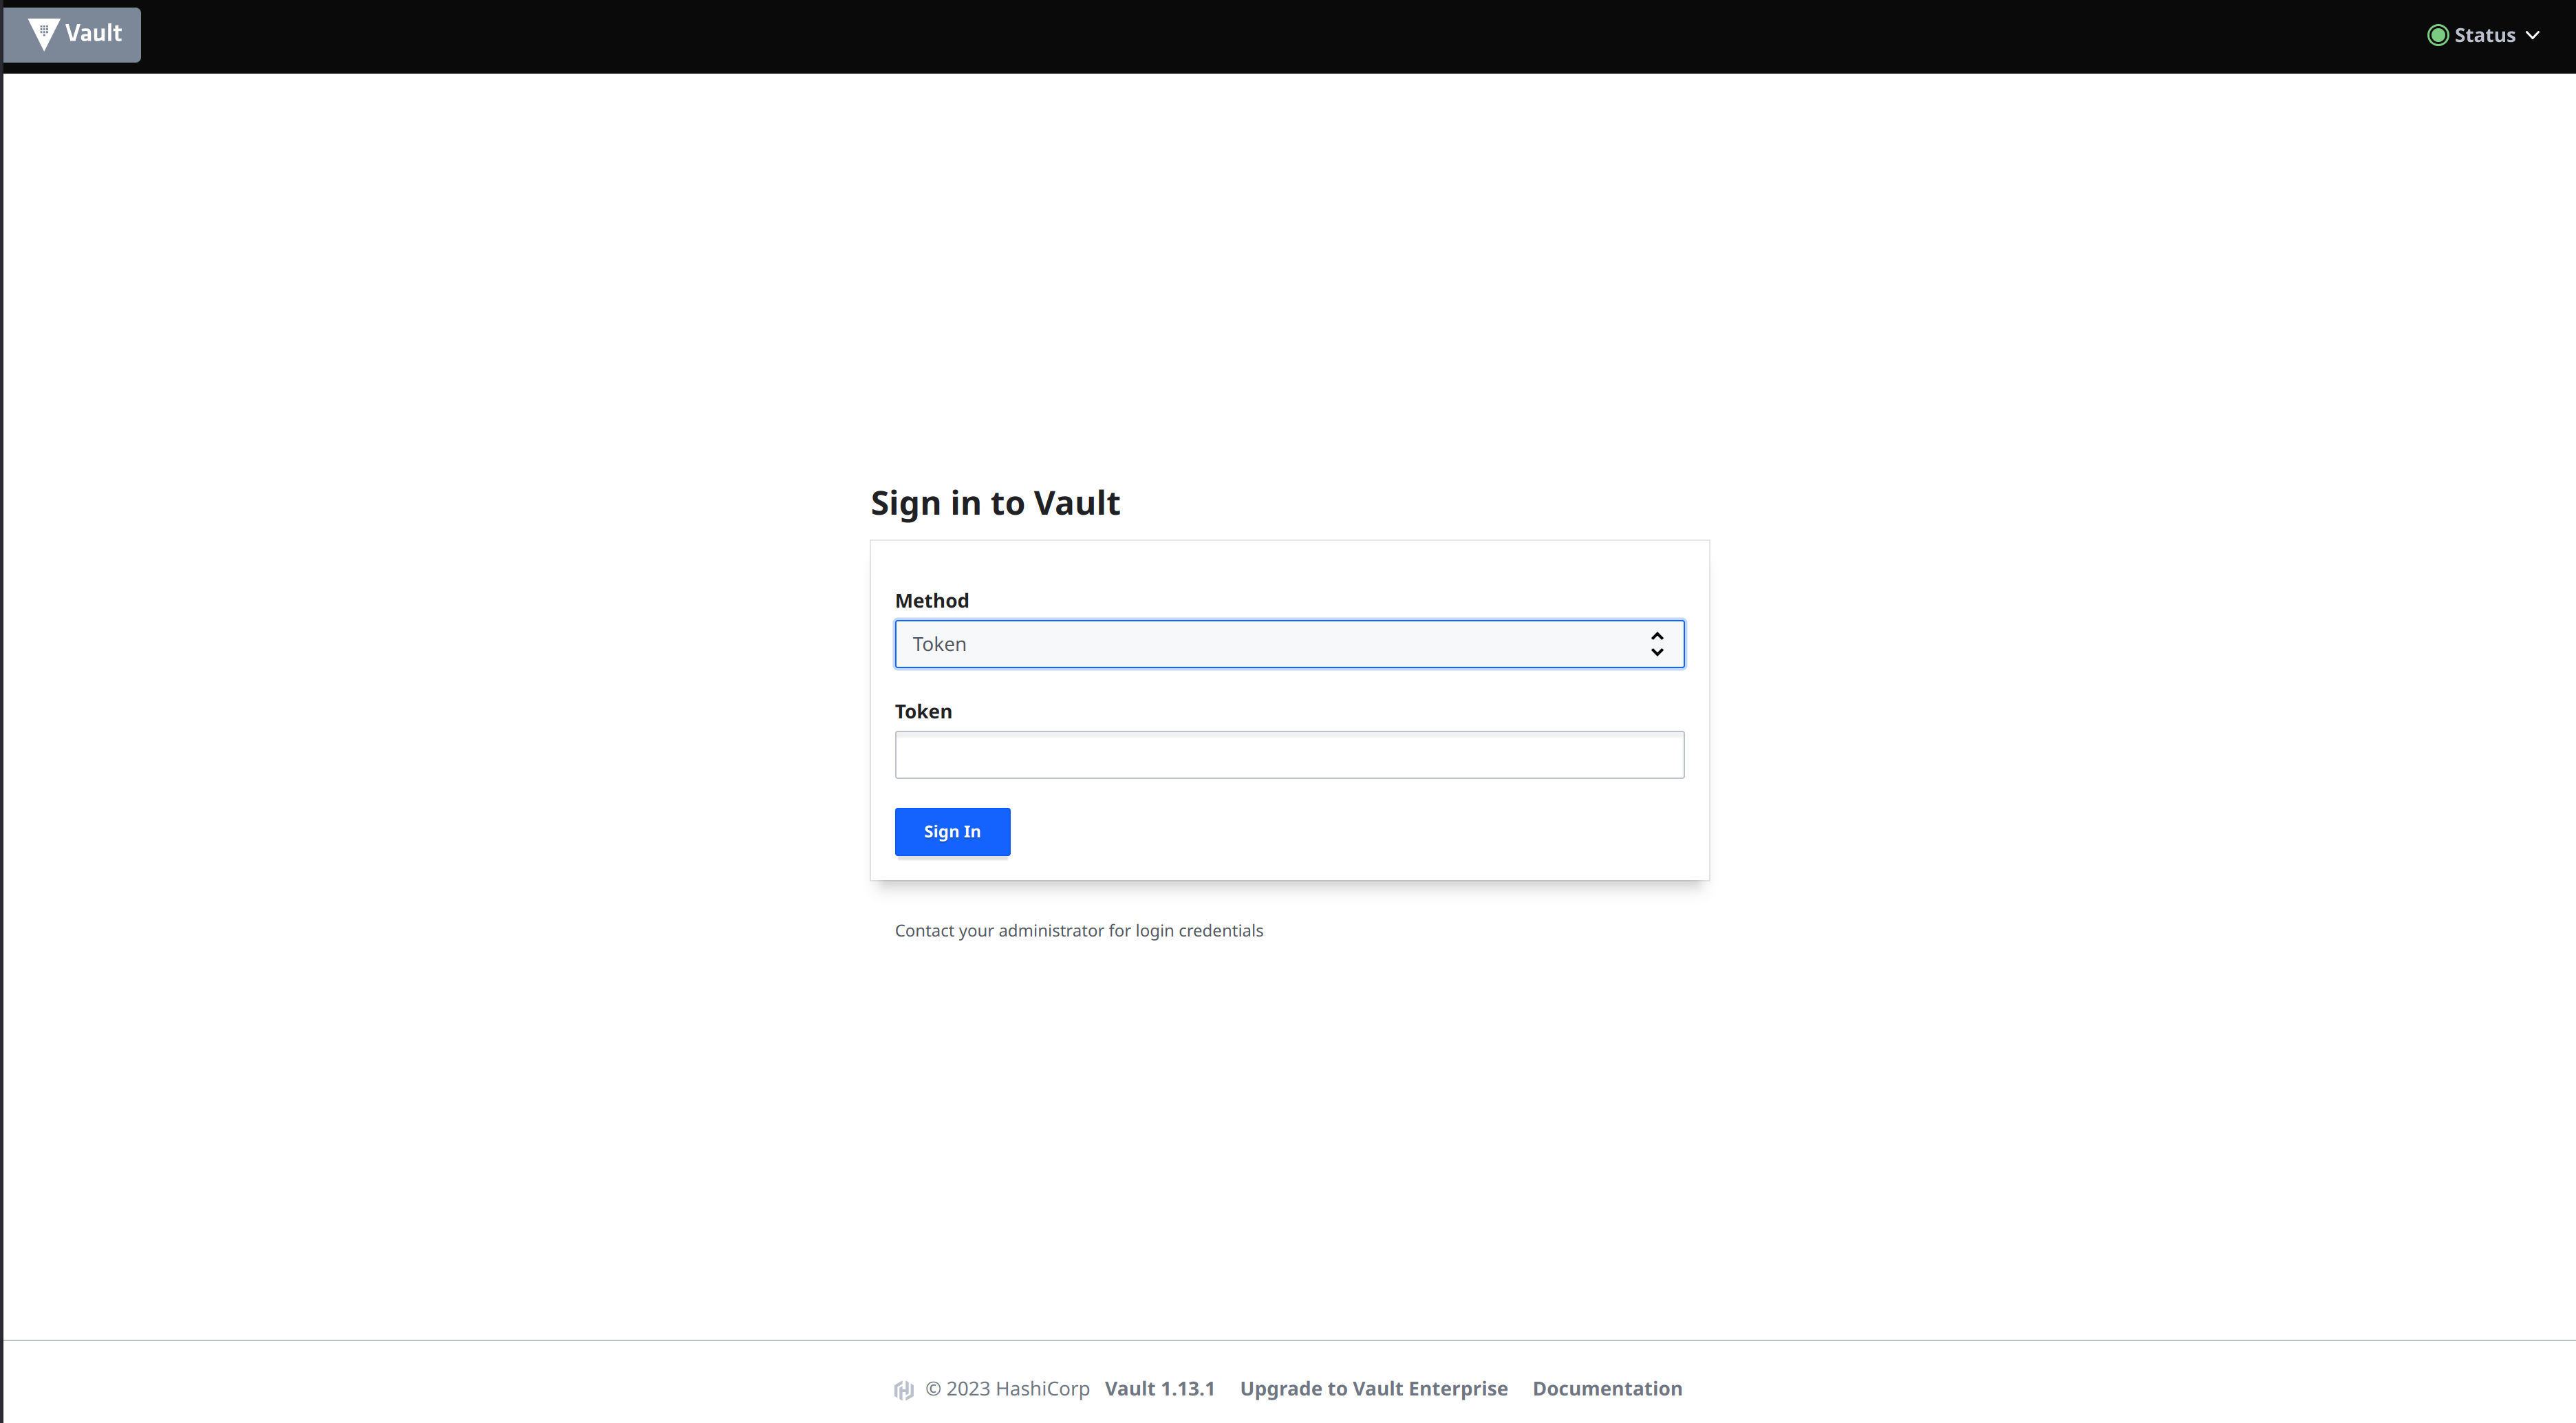 Vault
Status
Sign in to Vault
Method
Token
Token
Sign In
Contact your administrator for login credentials
© 2023 HashiCorp Vault 1.13.1 Upgrade to Vault Enterprise Documentation